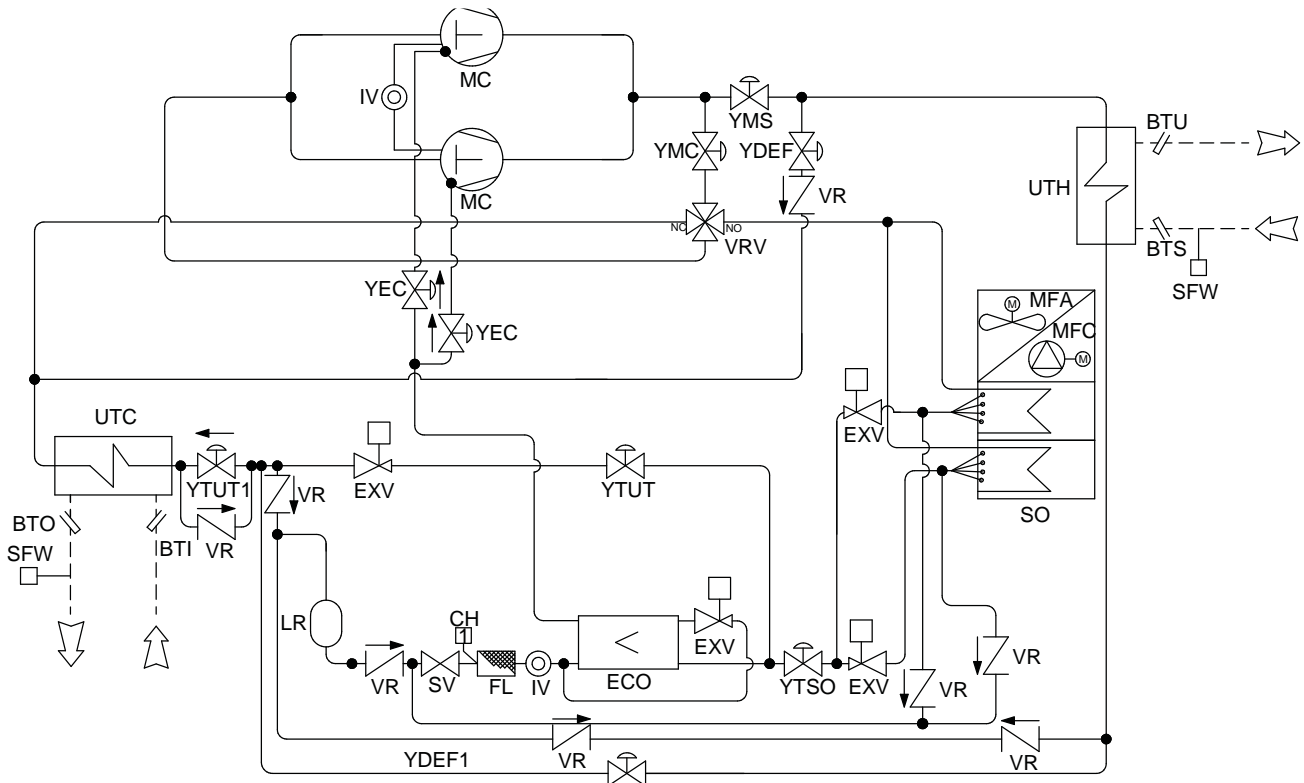 MC
IV
YMS
BTU
YMC
YDEF
UTH
MC
VR
NC
NO
VRV
BTS
SFW
YEC
M
MFA
MFC
YEC
M
UTC
EXV
YTUT1
EXV
YTUT
VR
SO
BTO
BTI
VR
SFW
LR
CH
1
EXV
VR
SV
FL
IV
ECO
YTSO
EXV
VR
VR
YDEF1
VR
VR